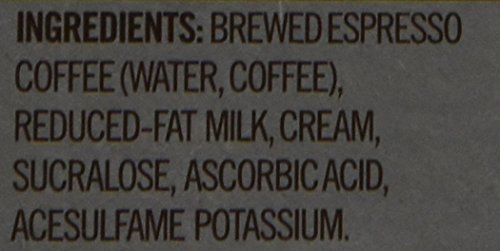 INGREDIENTS: BREWED ESPRESSO
COFFEE (WATER, COFFEE),
REDUCED-FAT MILK, CREAM,
SUCRALOSE, ASCORBIC ACID,
ACESULFAME POTASSIUM.